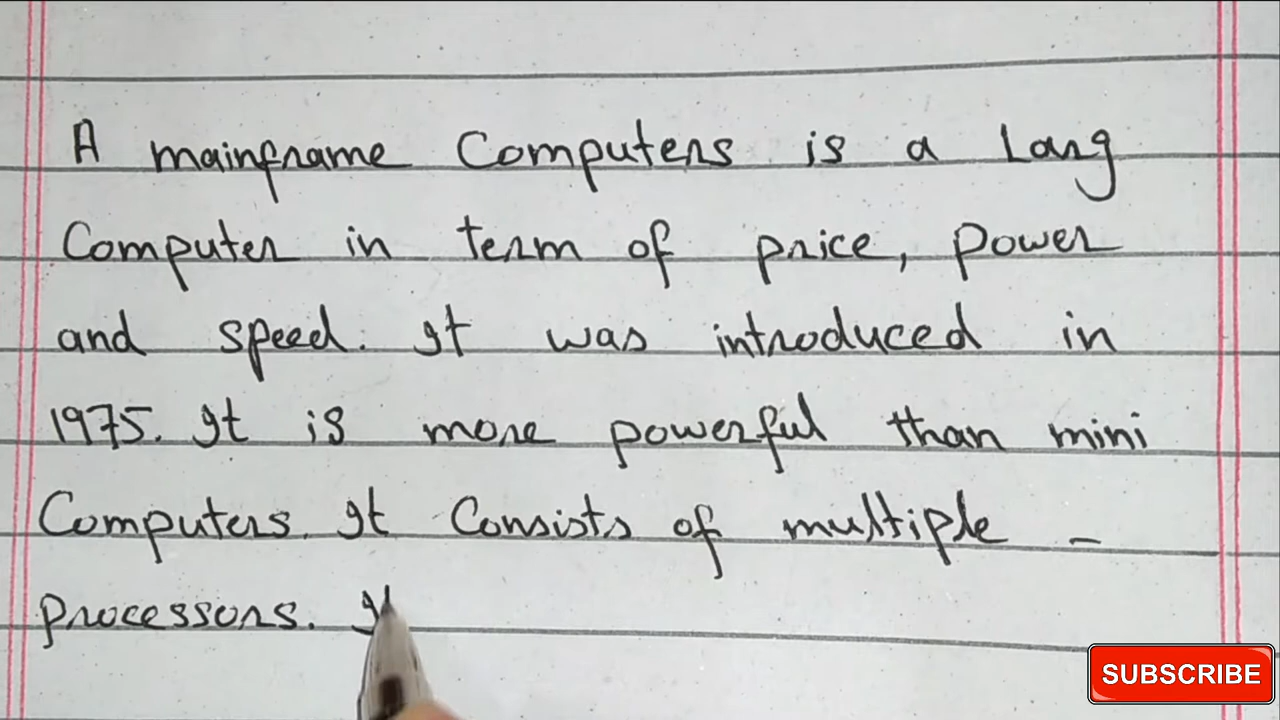 A mainframe Computers is a Larg
Computer in term of price, power
and speed. It was introduced in
1975. It is more powerful than mini
Computers. It Consists of multiple -
processors. It
SUBSCRIBE